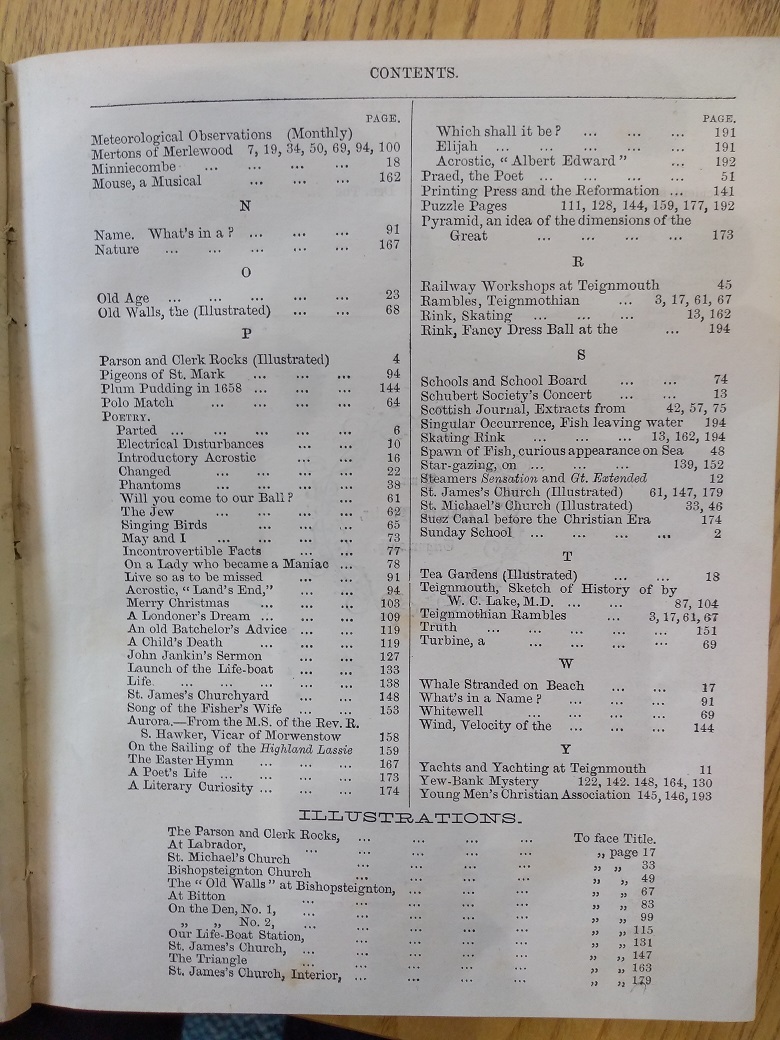 CONTENTS.
PAGE.
Meteorological Observations (Monthly)
Mertons of Merlewood 7, 19, 34, 50, 69, 94, 100
Minniecombe ... ... ... ... 18
Mouse, a Musical ... ... ... 162
N
Name. What's in a ? ... ... ... 91
Nature ... ... ... ... ... 167
O
Old Age ... ... ... ... ... 23
Old Walls, the (Illustrated) ... ... 68
P
Parson and Clerk Rocks (Illustrated) 4
Pigeons of St. Mark ... ... ... 94
Plum Pudding in 1658 ... ... ... 144
Polo Match ... ... ... ... 64
POETRY.
Parted ... ... ... ... ... 6
Electrical Disturbances ... ... 10
Introductory Acrostic ... ... 16
Changed ... ... ... ... 22
Phantoms ... ... ... ... 38
Will you come to our Ball ? ... ... 61
The Jew ... ... ... ... 62
Singing Birds ... ... ... 65
May and I ... ... ... ... 73
Incontrovertible Facts ... ... 77
On a Lady who became a Maniac ... 78
Live so as to be missed ... ... 91
Acrostic, “ Land's End,” ... ... 94
Merry Christmas ... ... ... 103
A Londoner's Dream ... ... ... 109
An old Batchelor's Advice ... ... 119
A Child's Death ... ... ... 119
John Jankin's Sermon ... ... 127
Launch of the Life-boat ... ... 133
Life ... ... ... ... ... 138
St. James's Churchyard ... ... 148
Song of the Fisher's Wife ... ... 153
Aurora.—From the M.S. of the Rev. R.
S. Hawker, Vicar of Morwenstow 158
On the Sailing of the Highland Lassie 159
The Easter Hymn ... ... ... 167
A Poet's Life ... ... ... ... 173
A Literary Curiosity ... ... ... 174
PAGE.
Which shall it be ? ... ... ... 191
Elijah ... ... ... ... ... 191
Acrostic, “ Albert Edward ” ... 192
Praed, the Poet ... ... ... ... 51
Printing Press and the Reformation ... 141
Puzzle Pages 111, 128, 144, 159, 177, 192
Pyramid, an idea of the dimensions of the
Great ... ... ... ... 173
R
Railway Workshops at Teignmouth 45
Rambles, Teignmothian ... 3, 17, 61, 67
Rink, Skating ... ... ... 13, 162
Rink, Fancy Dress Ball at the ... 194
S
Schools and School Board ... ... 74
Schubert Society's Concert ... ... 13
Scottish Journal, Extracts from 42, 57, 75
Singular Occurrence, Fish leaving water 194
Skating Rink ... ... ... 13, 162, 194
Spawn of Fish, curious appearance on Sea 48
Star-gazing, on ... ... ... 139, 152
Steamers Sensation and Gt. Extended 12
St. James's Church (Illustrated) 61, 147, 179
St. Michael's Church (Illustrated) 33, 46
Suez Canal before the Christian Era 174
Sunday School ... ... ... ... 2
T
Tea Gardens (Illustrated) ... ... 18
Teignmouth, Sketch of History of by
W. C. Lake, M.D. ... ... 87, 104
Teignmothian Rambles ... 3, 17, 61, 67
Truth ... ... ... ... ... 151
Turbine, a ... ... ... ... 69
W
Whale Stranded on Beach ... ... 17
What's in a Name ? ... ... ... 91
Whitewell ... ... ... ... 69
Wind, Velocity of the ... ... ... 144
Y
Yachts and Yachting at Teignmouth 11
Yew-Bank Mystery 122, 142. 148, 164, 130
Young Men's Christian Association 145, 146, 193
ILLUSTRATIONS.
The Parson and Clerk Rocks, ... ... ... ... To face Title.
At Labrador, ... ... ... ... „ page 17
St. Michael's Church ... ... ... ... „ „ 33
Bishopsteignton Church ... ... ... ... „ „ 49
The “ Old Walls ” at Bishopsteignton, ... ... ... „ „ 67
At Bitton ... ... ... ... ... „ „ 83
On the Den, No. 1, ... ... ... ... ... „ „ 99
„ „ No. 2, ... ... ... ... ... „ „ 115
Our Life-Boat Station, ... ... ... ... „ „ 131
St. James's Church, ... ... ... ... ... „ „ 147
The Triangle ... ... ... ... ... „ „ 163
St. James's Church, Interior, ... ... ... ... „ „ 179